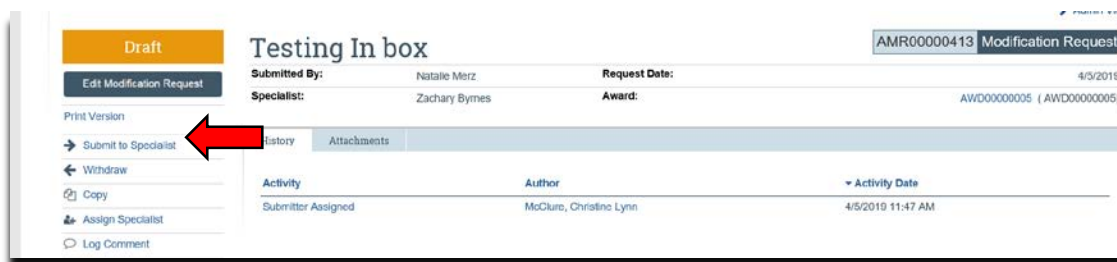 Draft
Edit Modification Request
Print Version
Submit to Specialist
Withdraw
Copy
Assign Specialist
Log Comment
Testing In box
AMR00000413 Modification Request
Submitted By: Natalie Merz Request Date: 4/5/2019
Specialist: Zachary Byrnes Award: AWD00000005 ( AWD00000005
History Attachments
Activity Author Activity Date
Submitter Assigned McClure, Christine Lynn 4/5/2019 11:47 AM